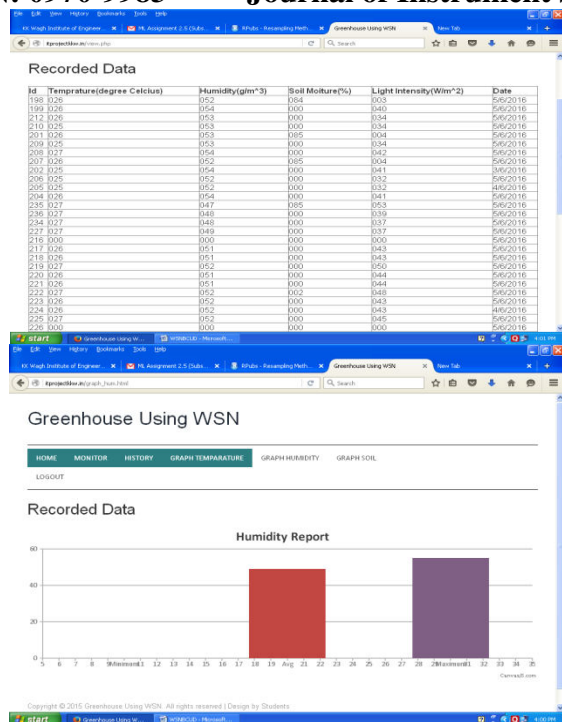 : 0970-9983 Journal of Instrument
File Edit View History Bookmarks Tools Help
KK Wagh Institute of Engineer... ML Assignment 2.5 (Subs... RPubs - Resampling Meth... Greenhouse Using WSN New Tab
Search
Recorded Data
Id Temprature(degree Celcius) Humidity(g/m^3) Soil Moiture(%) Light Intensity(W/m^2) Date
198 026 052 084 003 5/6/2016
199 026 054 000 040 5/6/2016
212 026 053 000 034 5/6/2016
210 025 053 000 034 5/6/2016
201 026 053 085 004 5/6/2016
209 025 053 000 034 5/6/2016
208 027 054 000 042 5/6/2016
207 026 052 085 004 5/6/2016
202 025 054 000 041 3/6/2016
206 025 052 000 032 5/6/2016
205 025 052 000 032 4/6/2016
204 026 054 000 041 5/6/2016
235 027 047 085 053 5/6/2016
236 027 048 000 039 5/6/2016
234 027 048 000 037 5/6/2016
227 027 049 000 037 5/6/2016
216 000 000 000 000 5/6/2016
217 026 051 000 043 5/6/2016
218 026 051 000 043 5/6/2016
219 027 052 000 050 5/6/2016
220 026 051 000 044 5/6/2016
221 026 051 000 044 5/6/2016
222 027 052 002 048 5/6/2016
223 026 052 000 043 5/6/2016
224 026 052 000 043 4/6/2016
225 027 052 000 045 5/6/2016
226 000 000 000 000 5/6/2016
start Greenhouse Using W... WSNBCUD - Microsoft... 4:01 PM
File Edit View History Bookmarks Tools Help
KK Wagh Institute of Engineer... ML Assignment 2.5 (Subs... RPubs - Resampling Meth... Greenhouse Using WSN New Tab
Search
Greenhouse Using WSN
HOME MONITOR HISTORY GRAPH TEMPARATURE GRAPH HUMIDITY GRAPH SOIL
LOGOUT
Recorded Data
Humidity Report
60
40
20
0
5 6 7 8 9 Minimum 11 12 13 14 15 16 17 18 19 Avg 21 22 23 24 25 26 27 28 29 Maximum 31 32 33 34 35
CanvasJS.com
Copyright © 2015 Greenhouse Using WSN. All rights reserved | Design by Students
start Greenhouse Using W... WSNBCUD - Microsoft... 4:00 PM